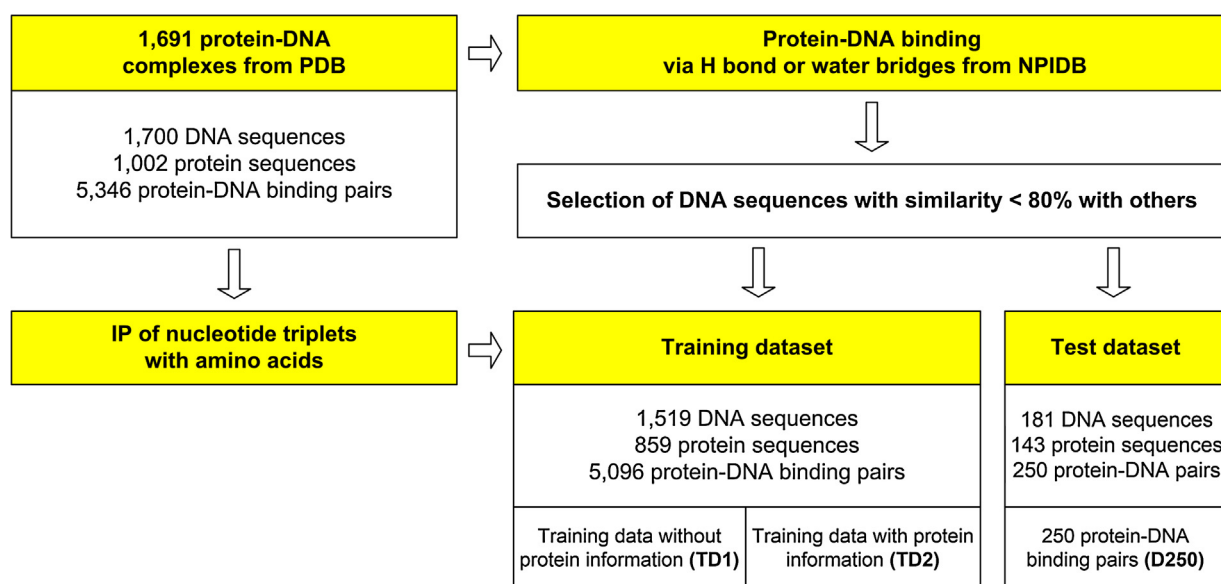 1,691 protein-DNA
complexes from PDB
1,700 DNA sequences
1,002 protein sequences
5,346 protein-DNA binding pairs
Protein-DNA binding
via H bond or water bridges from NPIDB
Selection of DNA sequences with similarity < 80% with others
IP of nucleotide triplets
with amino acids
Training dataset
1,519 DNA sequences
859 protein sequences
5,096 protein-DNA binding pairs
Training data without
protein information (TD1)
Training data with protein
information (TD2)
Test dataset
181 DNA sequences
143 protein sequences
250 protein-DNA pairs
250 protein-DNA
binding pairs (D250)